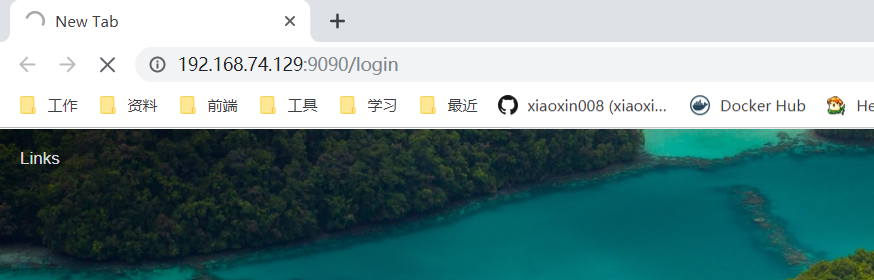 New Tab
192.168.74.129:9090/login
工作 资料 前端 工具 学习 最近 xiaoxin008 (xiaoxi... Docker Hub He
Links